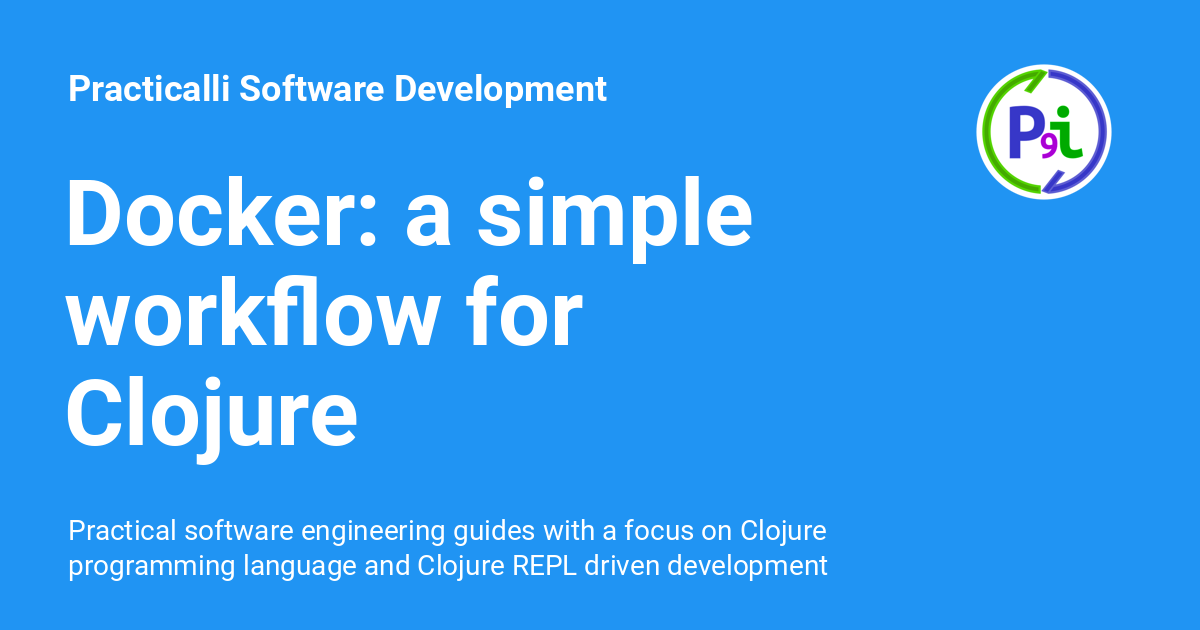 Practicalli Software Development
P9i
Docker: a simple
workflow for
Clojure
Practical software engineering guides with a focus on Clojure
programming language and Clojure REPL driven development